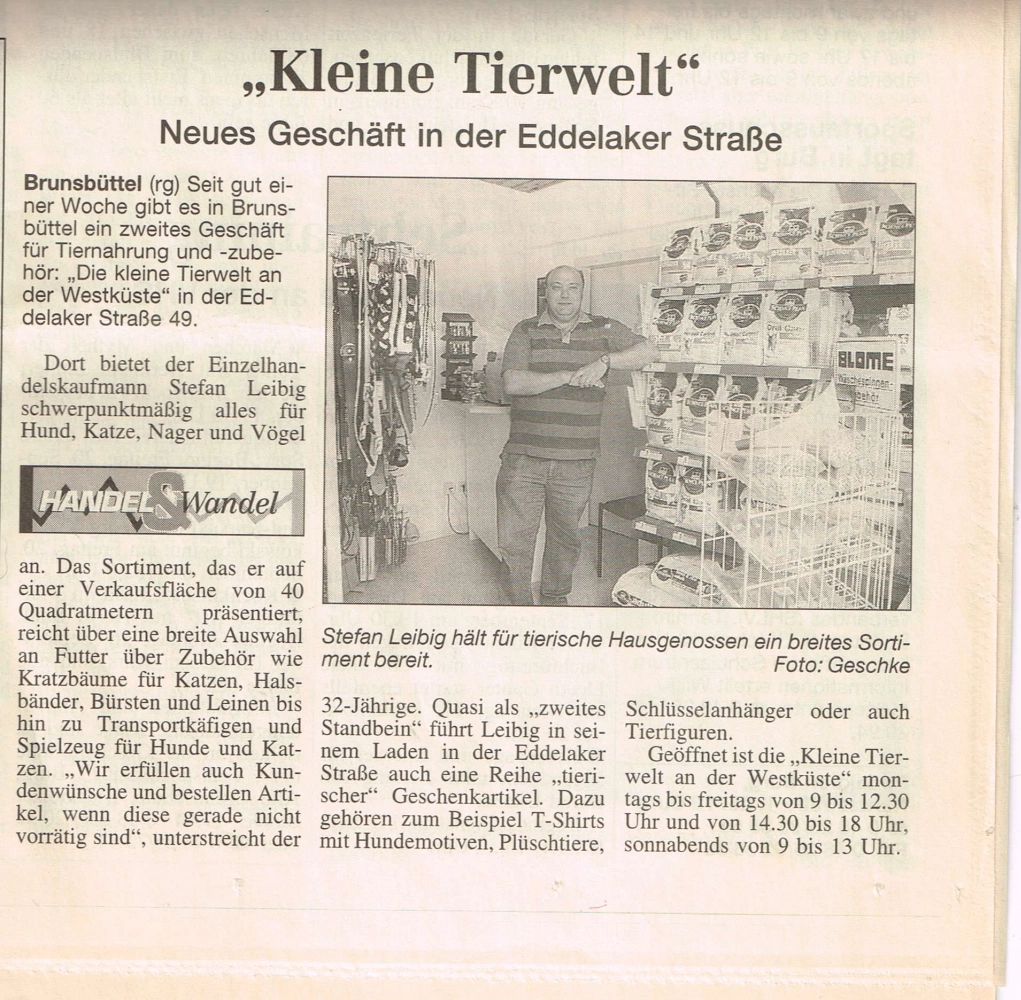 „Kleine Tierwelt“
Neues Geschäft in der Eddelaker Straße
Brunsbüttel (rg) Seit gut ei-
ner Woche gibt es in Bruns-
büttel ein zweites Geschäft
für Tiernahrung und -zube-
hör: „Die kleine Tierwelt an
der Westküste“ in der Ed-
delaker Straße 49.
Dort bietet der Einzelhan-
delskaufmann Stefan Leibig
schwerpunktmäßig alles für
Hund, Katze, Nager und Vögel
HANDEL & Wandel
an. Das Sortiment, das er auf
einer Verkaufsfläche von 40
Quadratmetern präsentiert,
reicht über eine breite Auswahl
an Futter über Zubehör wie
Kratzbäume für Katzen, Hals-
bänder, Bürsten und Leinen bis
hin zu Transportkäfigen und
Spielzeug für Hunde und Kat-
zen. „Wir erfüllen auch Kun-
denwünsche und bestellen Arti-
kel, wenn diese gerade nicht
vorrätig sind“, unterstreicht der
BLOME
Stefan Leibig hält für tierische Hausgenossen ein breites Sorti-
ment bereit. Foto: Geschke
32-Jährige. Quasi als „zweites
Standbein“ führt Leibig in sei-
nem Laden in der Eddelaker
Straße auch eine Reihe „tieri-
scher“ Geschenkartikel. Dazu
gehören zum Beispiel T-Shirts
mit Hundemotiven, Plüschtiere,
Schlüsselanhänger oder auch
Tierfiguren.
Geöffnet ist die „Kleine Tier-
welt an der Westküste“ mon-
tags bis freitags von 9 bis 12.30
Uhr und von 14.30 bis 18 Uhr,
sonnabends von 9 bis 13 Uhr.